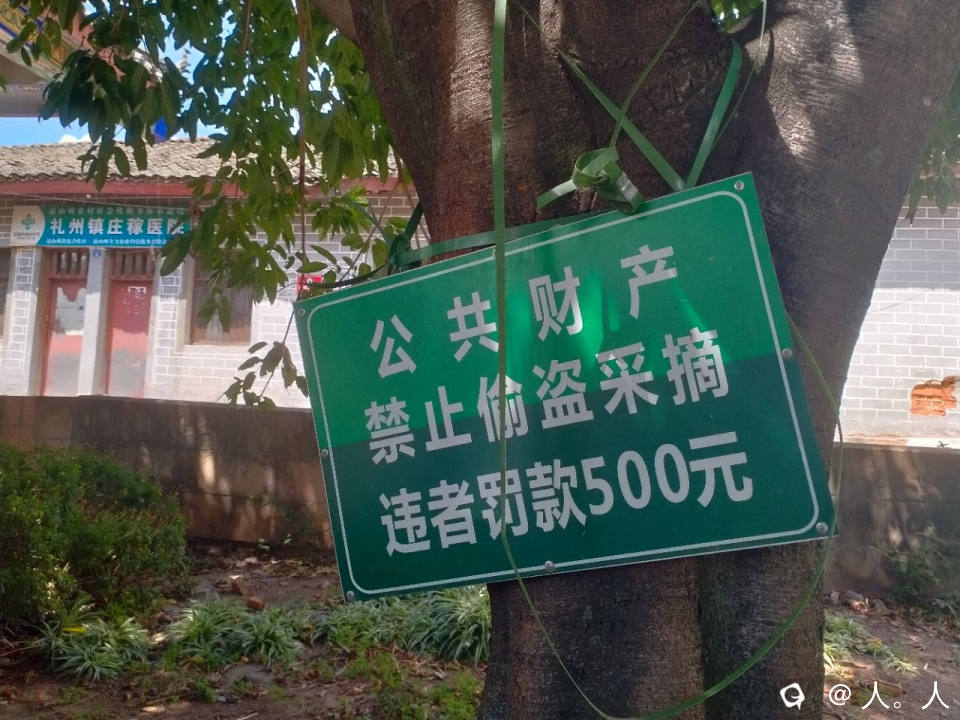 礼州镇庄稼医院
公共财产
禁止偷盗采摘
违者罚款500元
@人。人